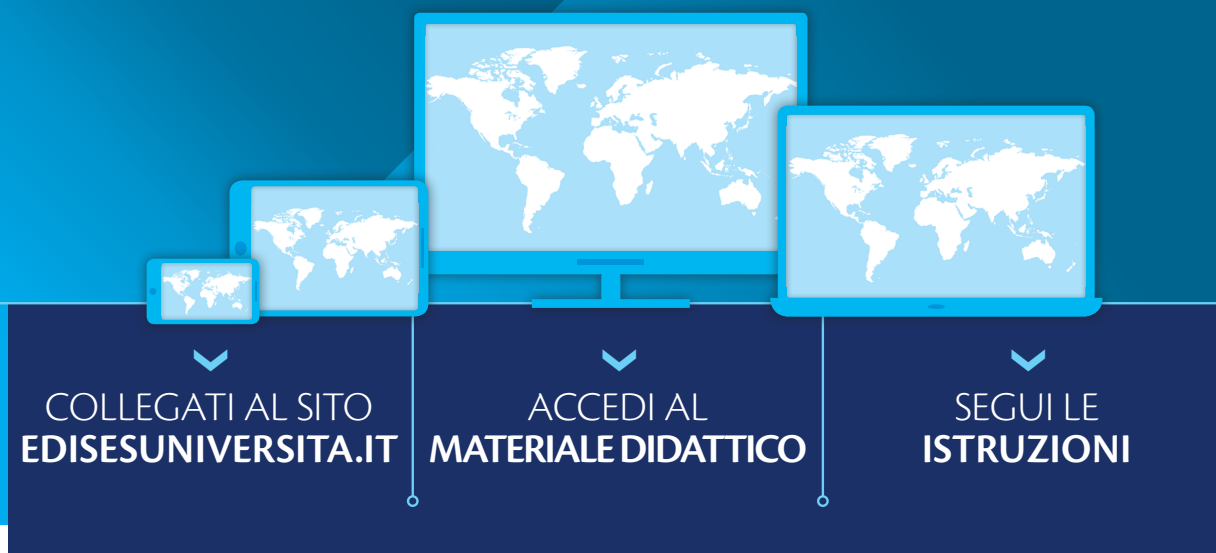 COLLEGATI AL SITO
EDISESUNIVERSITA.IT
ACCEDI AL
MATERIALE DIDATTICO
SEGUI LE
ISTRUZIONI